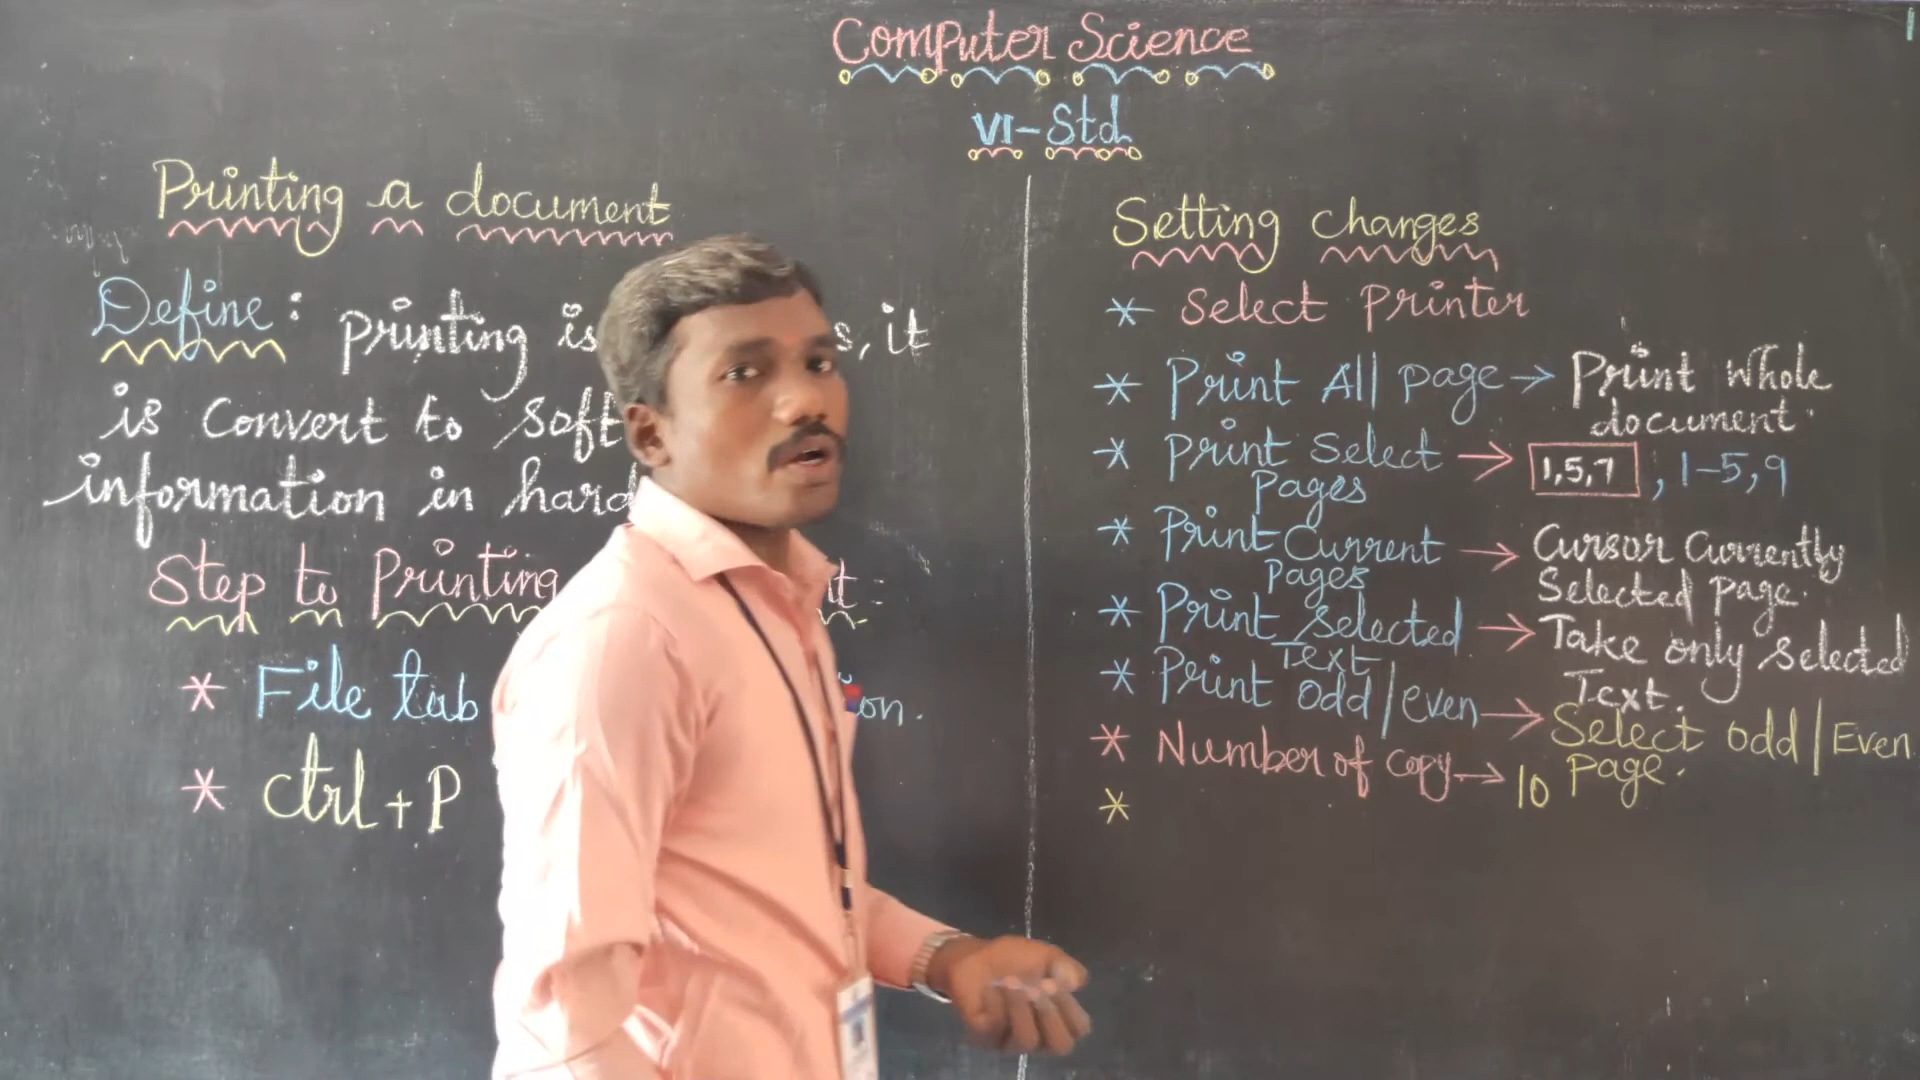 Computer Science
VI-Std
Printing a document
Define: printing is s, it
is convert to soft
information in hard
Step to Printing t:
* File tab on.
* ctrl+P
Setting changes
* Select Printer
* Print All page → Print whole
document.
* Print Select → 1,5,7 , 1-5,9
Pages
* Print Current → Cursor Currently
Pages Selected page.
* Print Selected → Take only selected
Text Text.
* Print odd/even → Select odd/Even
Page.
* Number of copy. → 10
*